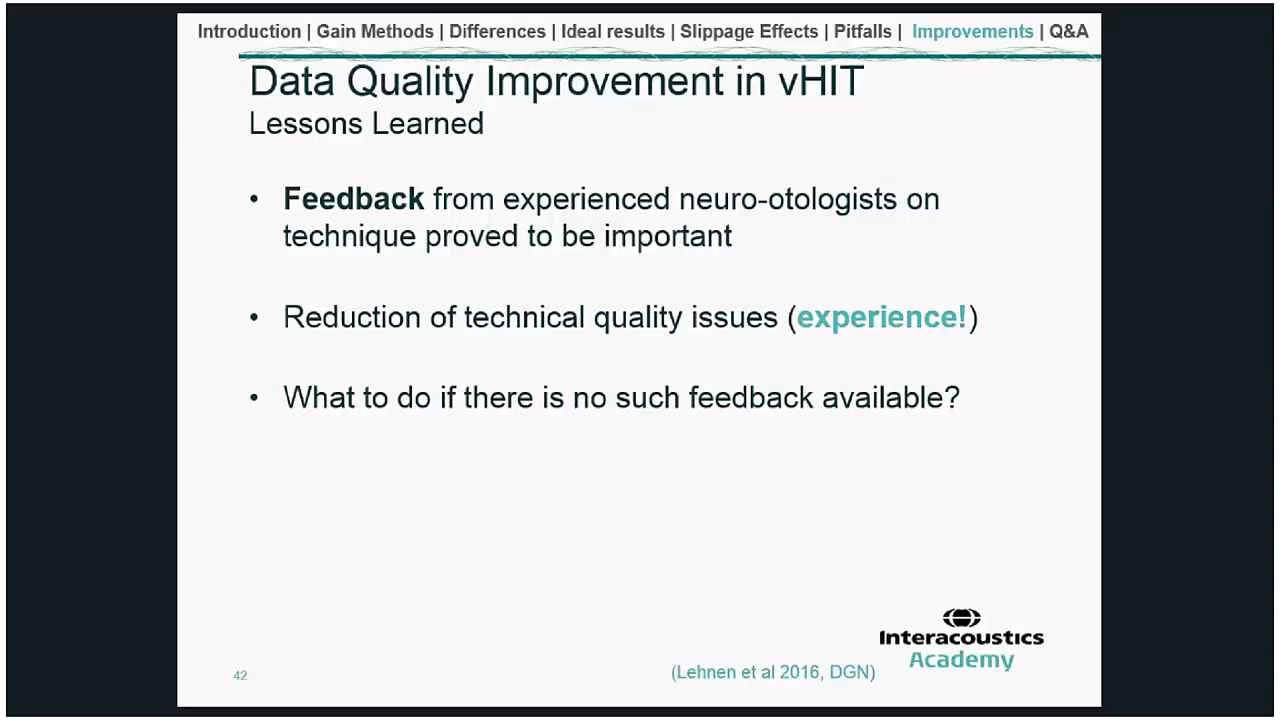 Introduction | Gain Methods | Differences | Ideal results | Slippage Effects | Pitfalls | Improvements | Q&A
Data Quality Improvement in vHIT
Lessons Learned
• Feedback from experienced neuro-otologists on
technique proved to be important
• Reduction of technical quality issues (experience!)
• What to do if there is no such feedback available?
Interacoustics
Academy
42
(Lehnen et al 2016, DGN)